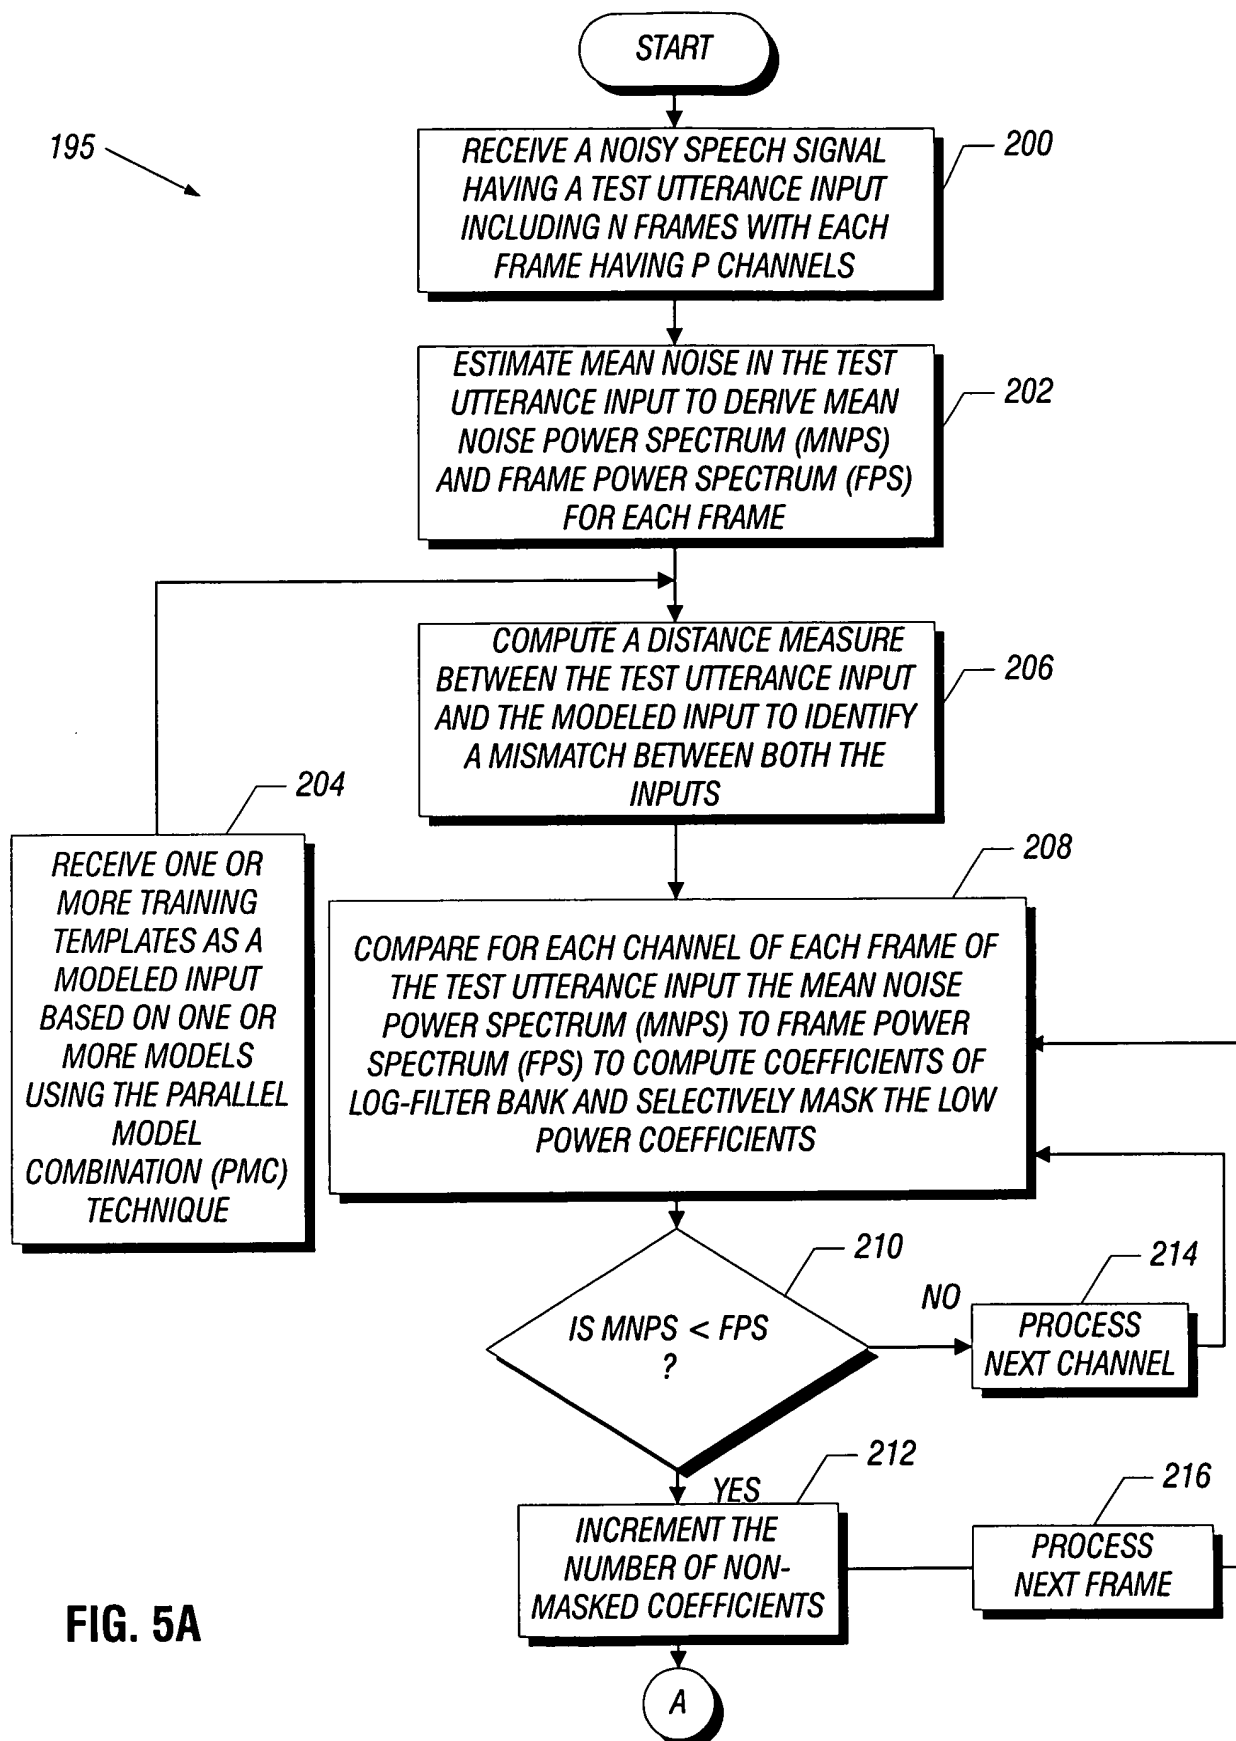 START
195
RECEIVE A NOISY SPEECH SIGNAL
HAVING A TEST UTTERANCE INPUT
INCLUDING N FRAMES WITH EACH
FRAME HAVING P CHANNELS
200
ESTIMATE MEAN NOISE IN THE TEST
UTTERANCE INPUT TO DERIVE MEAN
NOISE POWER SPECTRUM (MNPS)
AND FRAME POWER SPECTRUM (FPS)
FOR EACH FRAME
202
COMPUTE A DISTANCE MEASURE
BETWEEN THE TEST UTTERANCE INPUT
AND THE MODELED INPUT TO IDENTIFY
A MISMATCH BETWEEN BOTH THE
INPUTS
206
204
RECEIVE ONE OR
MORE TRAINING
TEMPLATES AS A
MODELED INPUT
BASED ON ONE OR
MORE MODELS
USING THE PARALLEL
MODEL
COMBINATION (PMC)
TECHNIQUE
208
COMPARE FOR EACH CHANNEL OF EACH FRAME OF
THE TEST UTTERANCE INPUT THE MEAN NOISE
POWER SPECTRUM (MNPS) TO FRAME POWER
SPECTRUM (FPS) TO COMPUTE COEFFICIENTS OF
LOG-FILTER BANK AND SELECTIVELY MASK THE LOW
POWER COEFFICIENTS
210
IS MNPS < FPS
?
NO
214
PROCESS
NEXT CHANNEL
YES
212
INCREMENT THE
NUMBER OF NON-
MASKED COEFFICIENTS
216
PROCESS
NEXT FRAME
FIG. 5A
A